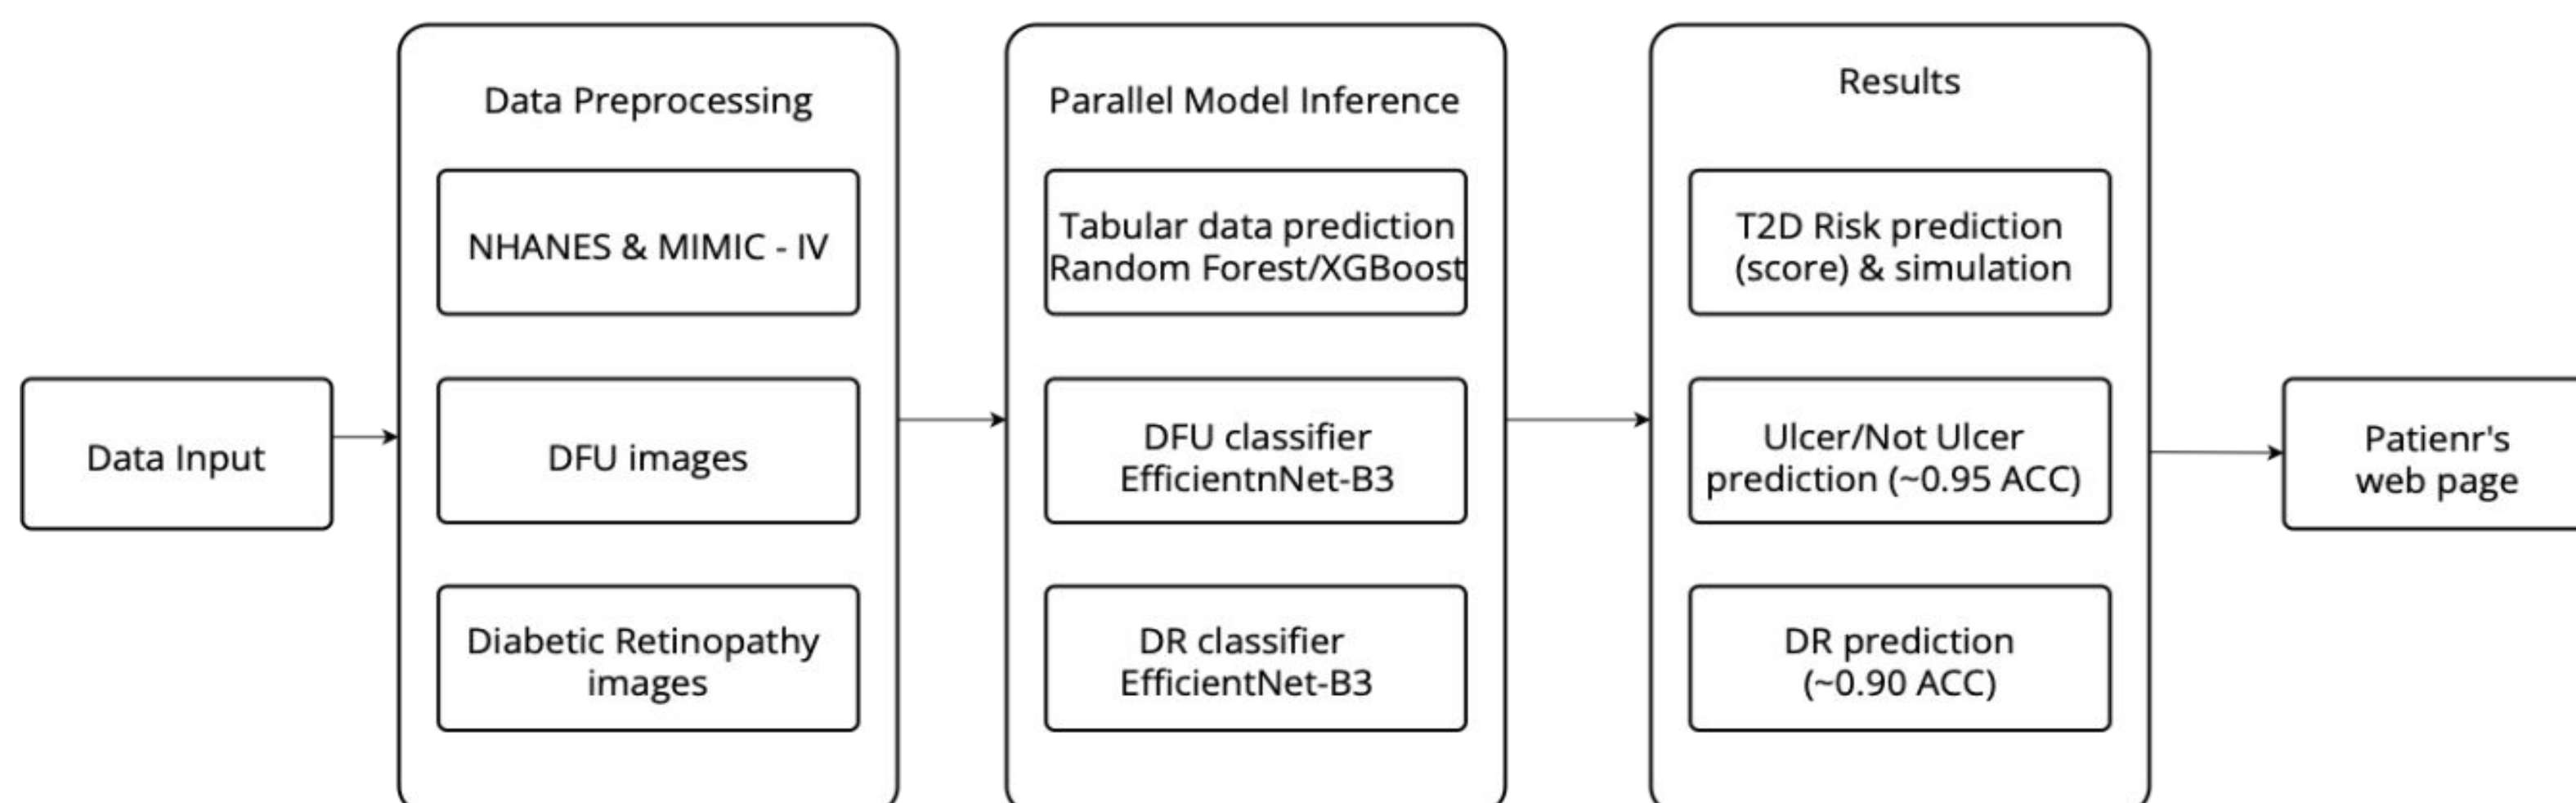 Data Input
Data Preprocessing
NHANES & MIMIC - IV
DFU images
Diabetic Retinopathy
images
Parallel Model Inference
Tabular data prediction
Random Forest/XGBoost
DFU classifier
EfficientnNet-B3
DR classifier
EfficientNet-B3
Results
T2D Risk prediction
(score) & simulation
Ulcer/Not Ulcer
prediction (~0.95 ACC)
DR prediction
(~0.90 ACC)
Patienr's
web page